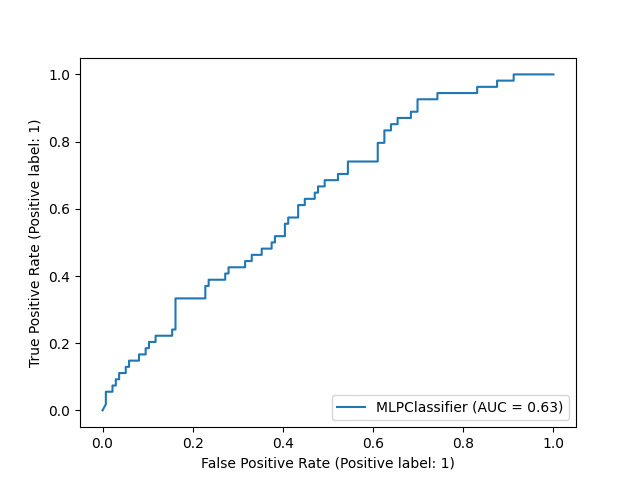 1.0
0.8
0.6
0.4
0.2
0.0
True Positive Rate (Positive label: 1)
MLPClassifier (AUC = 0.63)
0.0 0.2 0.4 0.6 0.8 1.0
False Positive Rate (Positive label: 1)